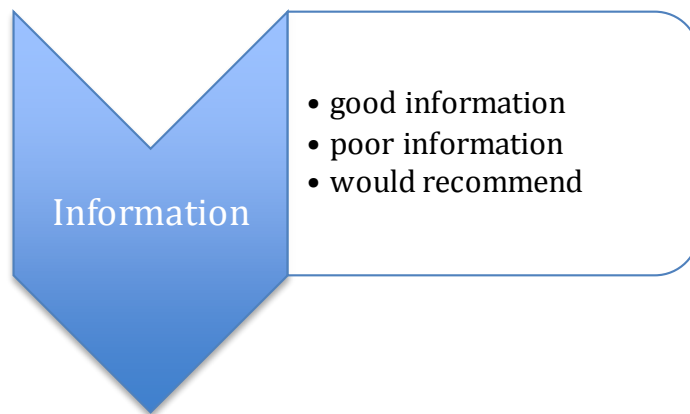 Information
• good information
• poor information
• would recommend